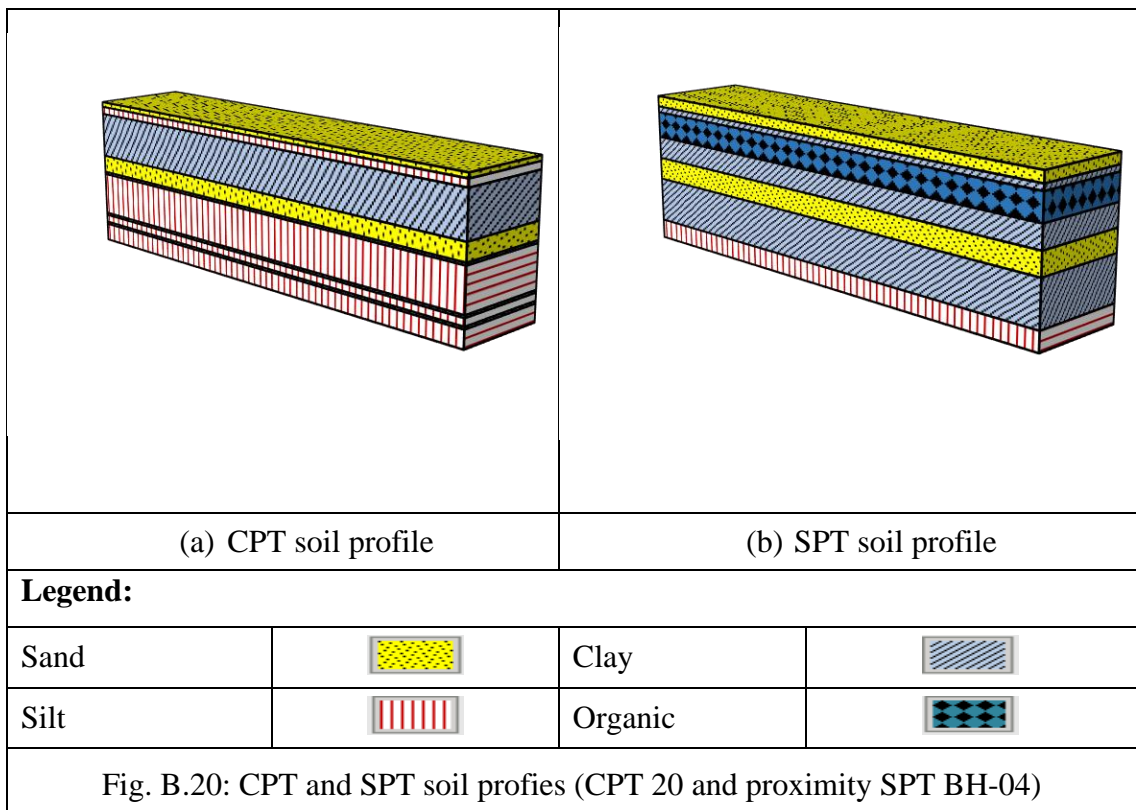 (a) CPT soil profile
(b) SPT soil profile
Legend:
Sand
Clay
Silt
Organic
Fig. B.20: CPT and SPT soil profies (CPT 20 and proximity SPT BH-04)